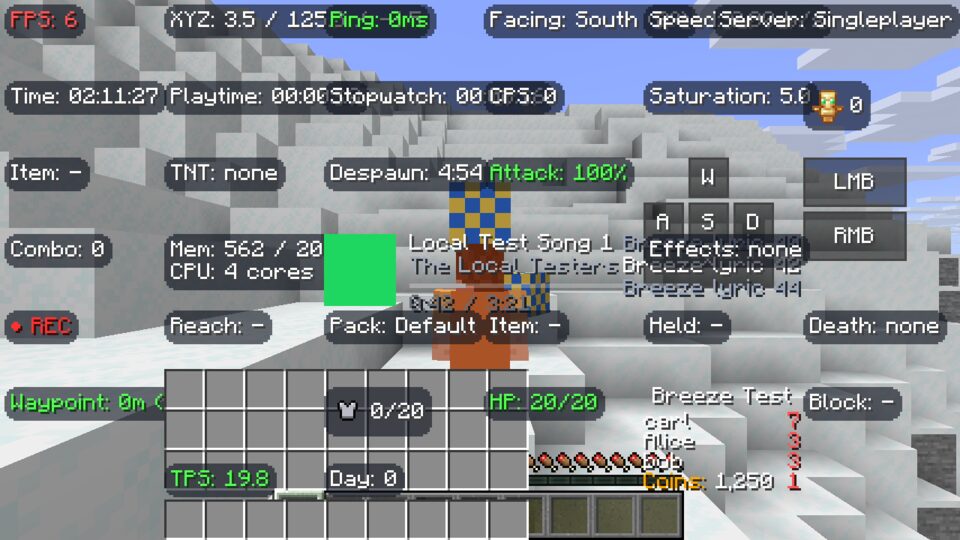 FPS: 6
XYZ: 3.5 / 125
Ping: 0ms
Facing: South
Speed
Server: Singleplayer
Time: 02:11:27
Playtime: 00:00
Stopwatch: 00
CPS: 0
Saturation: 5.0
0
Item: -
TNT: none
Despawn: 4:54
Attack: 100%
W
LMB
A S D
RMB
Combo: 0
Mem: 562 / 20
CPU: 4 cores
Local Test Song 1
The Local Testers
0:42 / 3:21
Effects: none
Breeze lyric 42
Breeze lyric 44
● REC
Reach: -
Pack: Default
Item: -
Held: -
Death: none
Waypoint: 0m (
0/20
HP: 20/20
Breeze Test
carl 7
Alice 3
Bob 3
Coins: 1,250 1
Block: -
TPS: 19.8
Day: 0